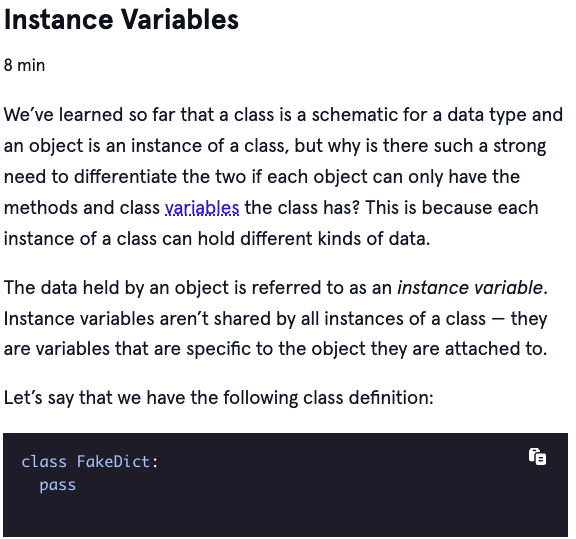 Instance Variables
8 min
We’ve learned so far that a class is a schematic for a data type and
an object is an instance of a class, but why is there such a strong
need to differentiate the two if each object can only have the
methods and class variables the class has? This is because each
instance of a class can hold different kinds of data.
The data held by an object is referred to as an instance variable.
Instance variables aren’t shared by all instances of a class — they
are variables that are specific to the object they are attached to.
Let’s say that we have the following class definition:
class FakeDict:
  pass